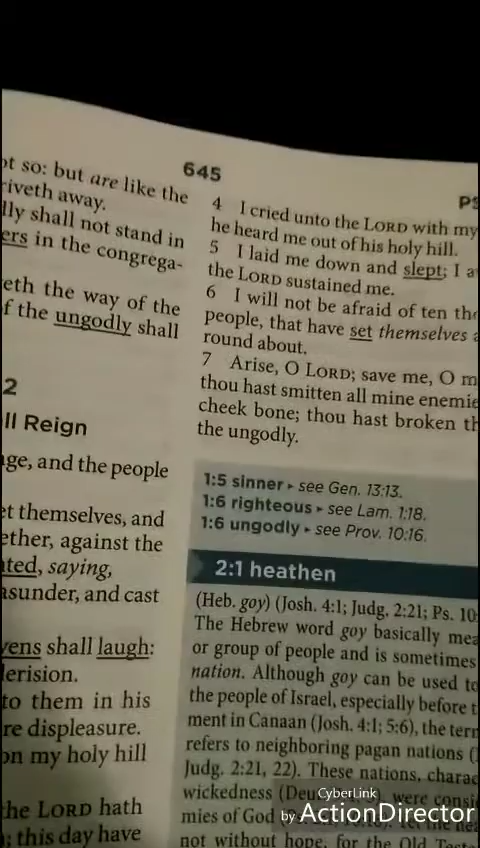 645
PS
ot so: but are like the
riveth away.
lly shall not stand in
ers in the congrega-
eth the way of the
f the ungodly shall
2
ll Reign
ge, and the people
et themselves, and
ether, against the
ted, saying,
asunder, and cast
vens shall laugh:
derision.
to them in his
re displeasure.
on my holy hill
the LORD hath
; this day have
4 I cried unto the LORD with my
he heard me out of his holy hill.
5 I laid me down and slept; I a
the LORD sustained me.
6 I will not be afraid of ten tho
people, that have set themselves a
round about.
7 Arise, O LORD; save me, O m
thou hast smitten all mine enemie
cheek bone; thou hast broken th
the ungodly.
1:5 sinner ▸ see Gen. 13:13.
1:6 righteous ▸ see Lam. 1:18.
1:6 ungodly ▸ see Prov. 10:16.
2:1 heathen
(Heb. goy) (Josh. 4:1; Judg. 2:21; Ps. 10
The Hebrew word goy basically mea
or group of people and is sometimes
nation. Although goy can be used to
the people of Israel, especially before t
ment in Canaan (Josh. 4:1; 5:6), the term
refers to neighboring pagan nations (
Judg. 2:21, 22). These nations, charac
wickedness (Deu were consi
mies of God
not without hope, for the Old Testa
CyberLink
by ActionDirector